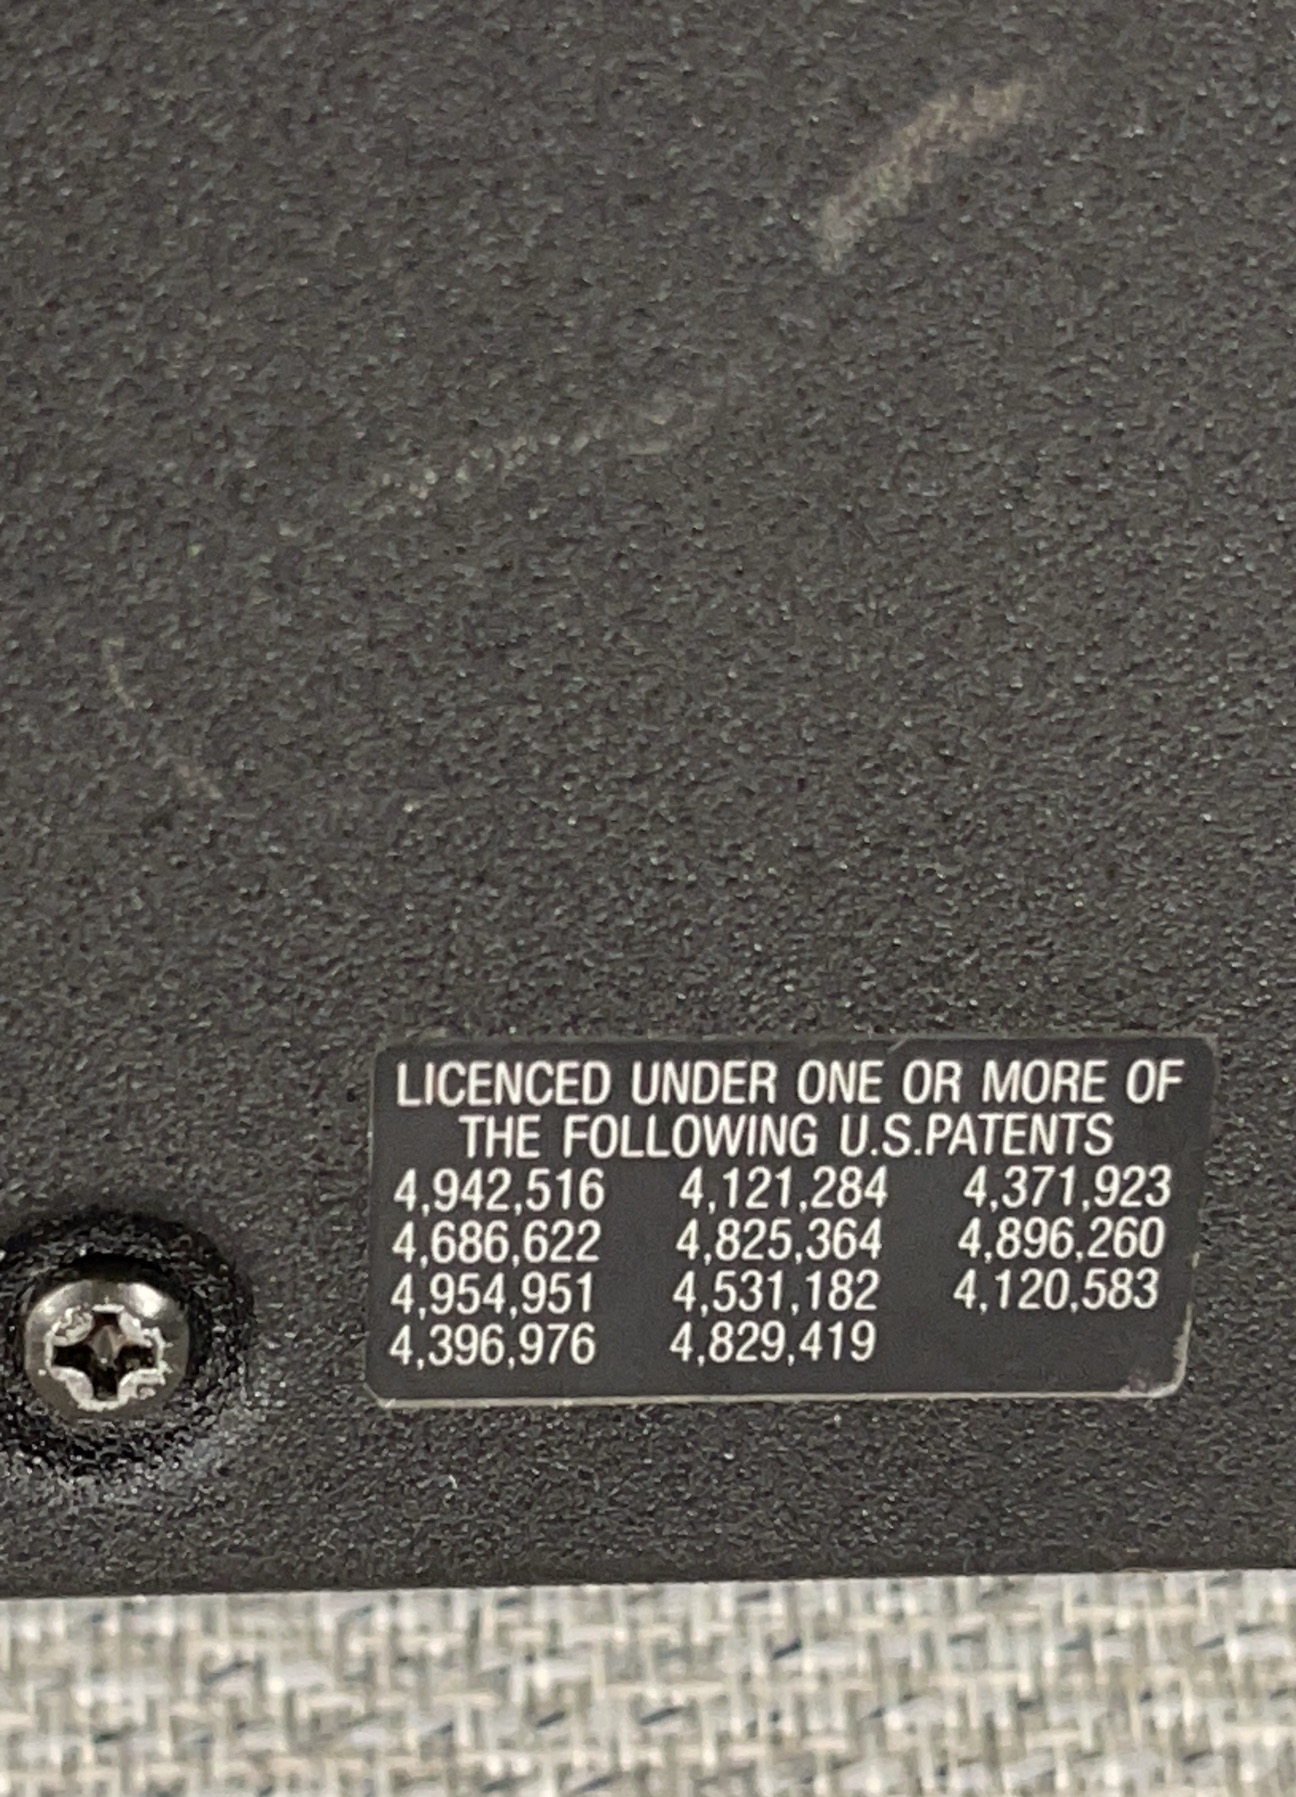 LICENCED UNDER ONE OR MORE OF
THE FOLLOWING U.S.PATENTS
4,942,516 4,121,284 4,371,923
4,686,622 4,825,364 4,896,260
4,954,951 4,531,182 4,120,583
4,396,976 4,829,419